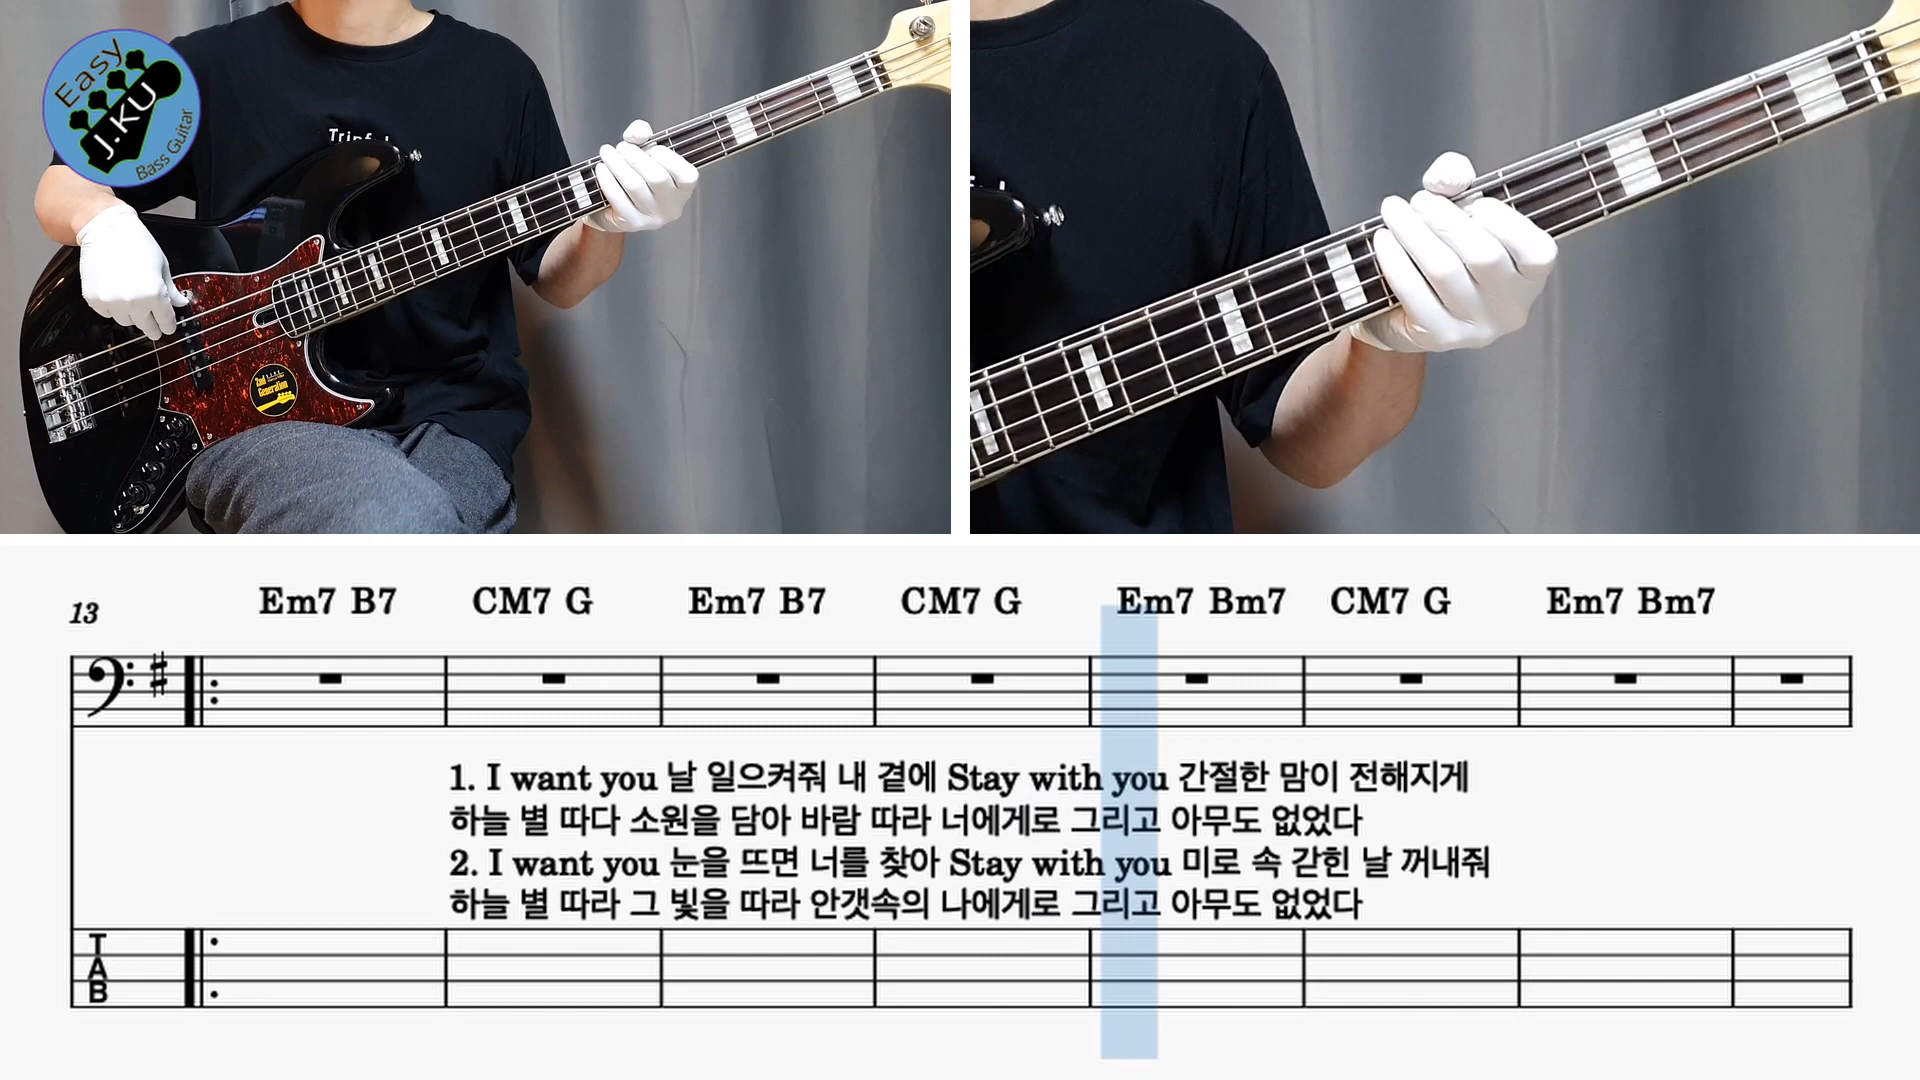 Easy
J.KU
Bass Guitar
2nd
Generation
13
Em7 B7 CM7 G Em7 B7 CM7 G Em7 Bm7 CM7 G Em7 Bm7
1. I want you 날 일으켜줘 내 곁에 Stay with you 간절한 맘이 전해지게
하늘 별 따다 소원을 담아 바람 따라 너에게로 그리고 아무도 없었다
2. I want you 눈을 뜨면 너를 찾아 Stay with you 미로 속 갇힌 날 꺼내줘
하늘 별 따라 그 빛을 따라 안갯속의 나에게로 그리고 아무도 없었다
T
A
B